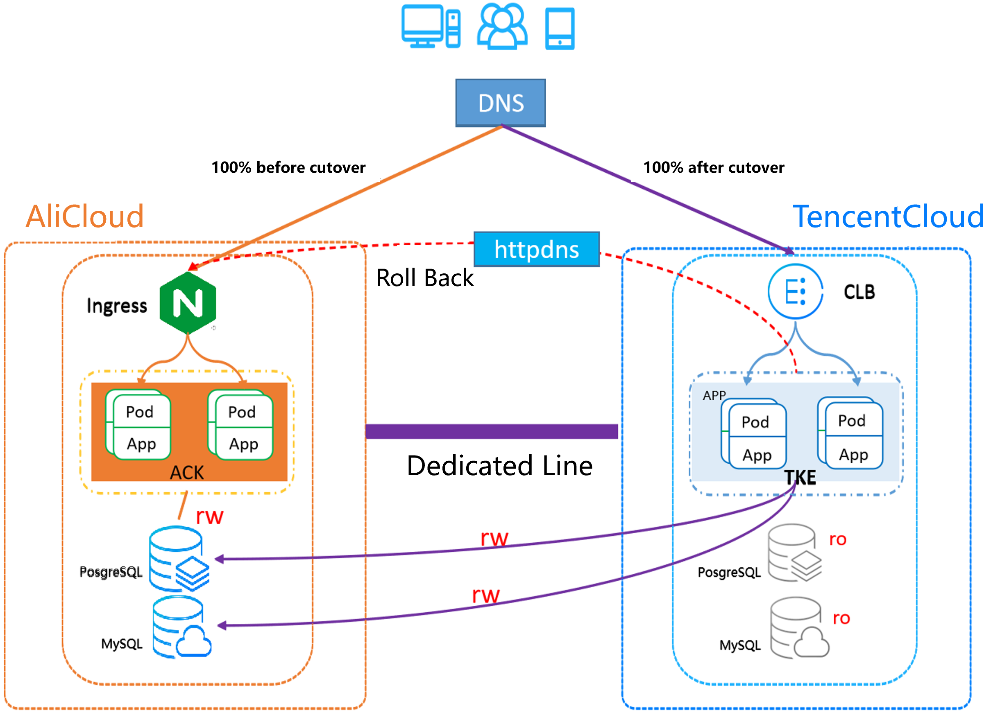 DNS
100% before cutover
100% after cutover
AliCloud
TencentCloud
httpdns
Roll Back
Ingress
N
®
CLB
Pod
App
Pod
App
ACK
APP
Pod
App
Pod
App
TKE
Dedicated Line
rw
rw
rw
ro
PosgreSQL
PosgreSQL
ro
MySQL
MySQL